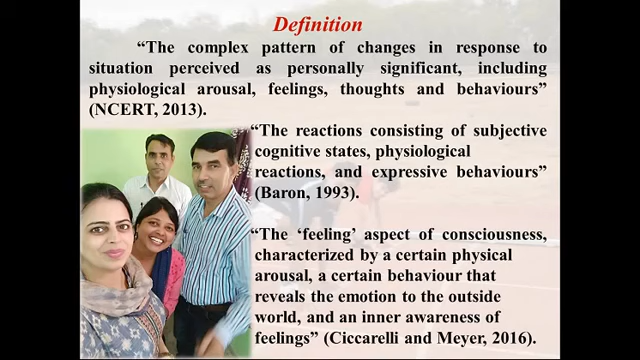 Definition
“The complex pattern of changes in response to
situation perceived as personally significant, including
physiological arousal, feelings, thoughts and behaviours”
(NCERT, 2013).
“The reactions consisting of subjective
cognitive states, physiological
reactions, and expressive behaviours”
(Baron, 1993).
“The ‘feeling’ aspect of consciousness,
characterized by a certain physical
arousal, a certain behaviour that
reveals the emotion to the outside
world, and an inner awareness of
feelings” (Ciccarelli and Meyer, 2016).